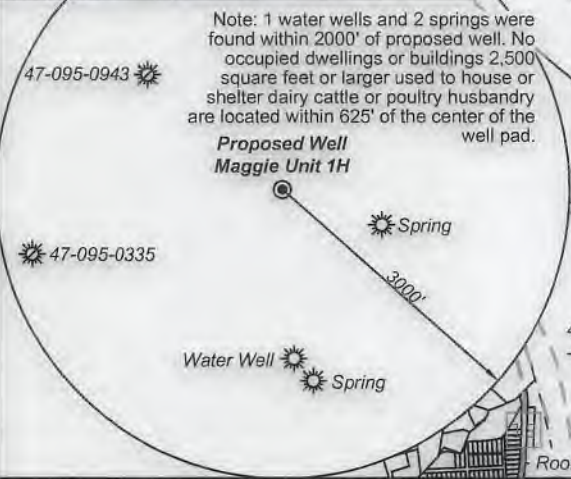 Note: 1 water wells and 2 springs were
found within 2000' of proposed well. No
occupied dwellings or buildings 2,500
square feet or larger used to house or
shelter dairy cattle or poultry husbandry
are located within 625' of the center of the
well pad.
47-095-0943
Proposed Well
Maggie Unit 1H
Spring
47-095-0335
3000'
Water Well
Spring
Roo